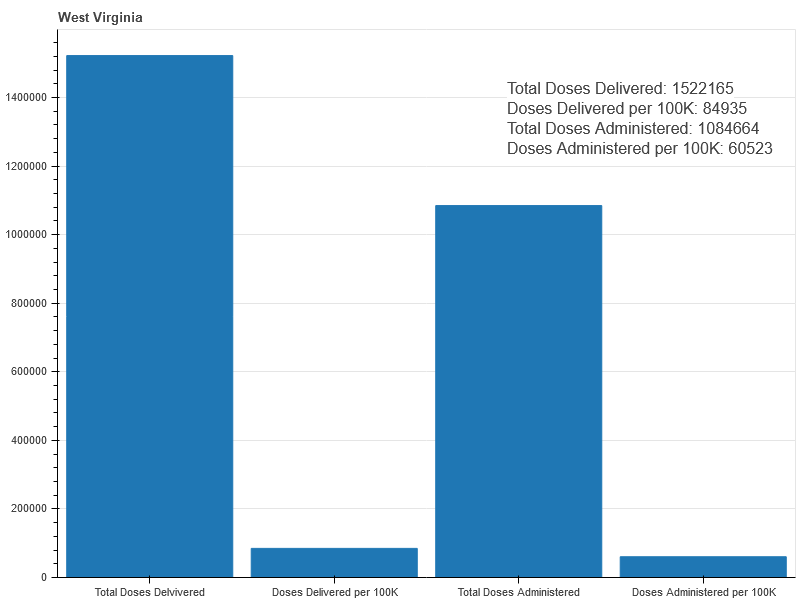 West Virginia
Total Doses Delivered: 1522165
Doses Delivered per 100K: 84935
Total Doses Administered: 1084664
Doses Administered per 100K: 60523
1400000
1200000
1000000
800000
600000
400000
200000
0
Total Doses Delvivered
Doses Delivered per 100K
Total Doses Administered
Doses Administered per 100K